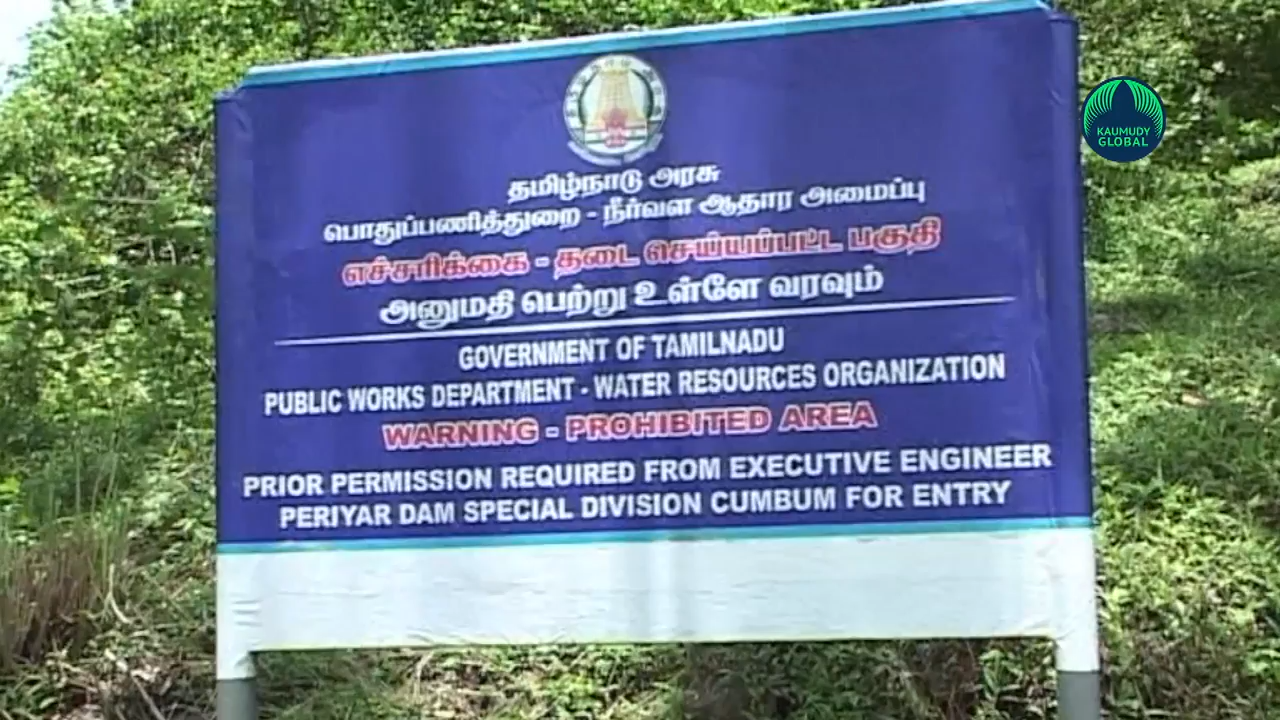 தமிழ்நாடு அரசு
பொதுப்பணித்துறை - நீர்வள ஆதார அமைப்பு
எச்சரிக்கை - தடை செய்யப்பட்ட பகுதி
அனுமதி பெற்று உள்ளே வரவும்
GOVERNMENT OF TAMILNADU
PUBLIC WORKS DEPARTMENT - WATER RESOURCES ORGANIZATION
WARNING - PROHIBITED AREA
PRIOR PERMISSION REQUIRED FROM EXECUTIVE ENGINEER
PERIYAR DAM SPECIAL DIVISION CUMBUM FOR ENTRY
KAUMUDY
GLOBAL